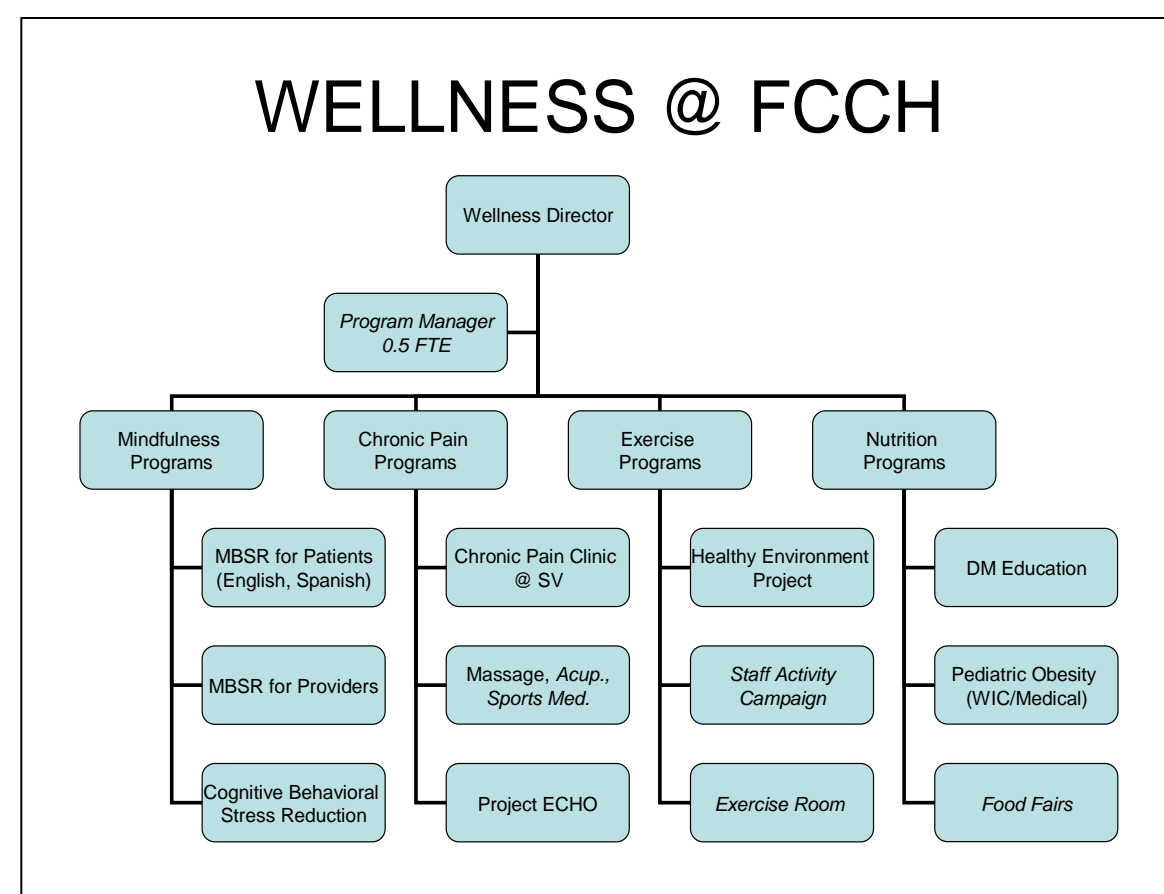 WELLNESS @ FCCH
Wellness Director
Program Manager
0.5 FTE
Mindfulness
Programs
Chronic Pain
Programs
Exercise
Programs
Nutrition
Programs
MBSR for Patients
(English, Spanish)
Chronic Pain Clinic
@ SV
Healthy Environment
Project
DM Education
MBSR for Providers
Massage, Acup.,
Sports Med.
Staff Activity
Campaign
Pediatric Obesity
(WIC/Medical)
Cognitive Behavioral
Stress Reduction
Project ECHO
Exercise Room
Food Fairs